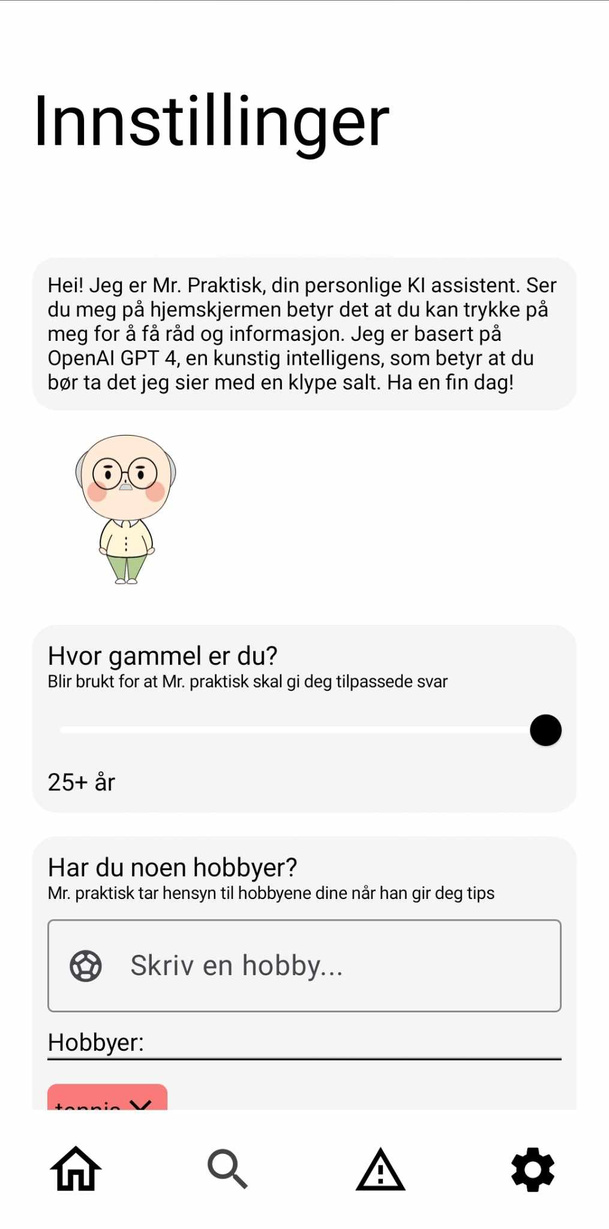 Innstillinger
Hei! Jeg er Mr. Praktisk, din personlige KI assistent. Ser
du meg på hjemskjermen betyr det at du kan trykke på
meg for å få råd og informasjon. Jeg er basert på
OpenAI GPT 4, en kunstig intelligens, som betyr at du
bør ta det jeg sier med en klype salt. Ha en fin dag!
Hvor gammel er du?
Blir brukt for at Mr. praktisk skal gi deg tilpassede svar
25+ år
Har du noen hobbyer?
Mr. praktisk tar hensyn til hobbyene dine når han gir deg tips
Skriv en hobby...
Hobbyer:
tennis